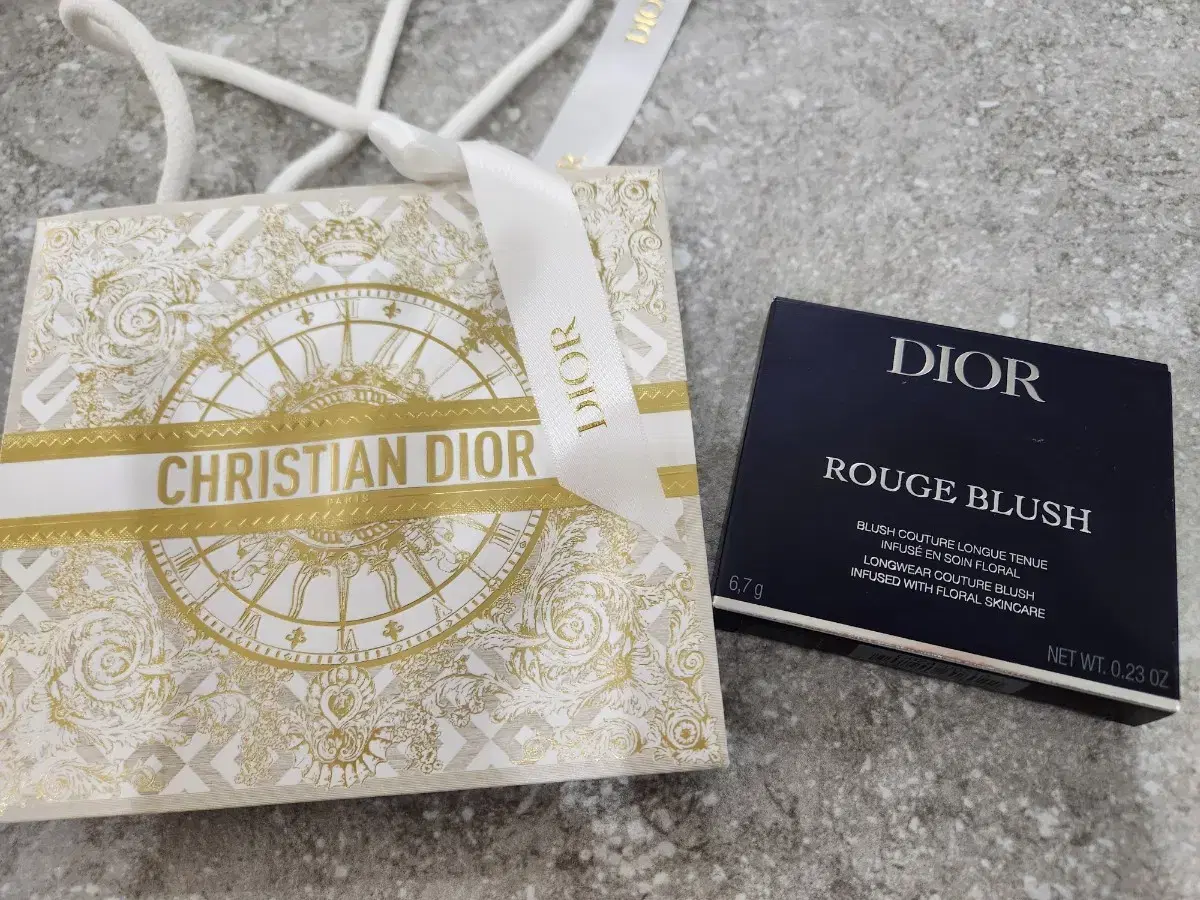 DIOR
DIOR
CHRISTIAN DIOR
PARIS
DIOR
ROUGE BLUSH
BLUSH COUTURE LONGUE TENUE
INFUSÉ EN SOIN FLORAL
LONGWEAR COUTURE BLUSH
INFUSED WITH FLORAL SKINCARE
6,7 g
NET WT. 0.23 OZ